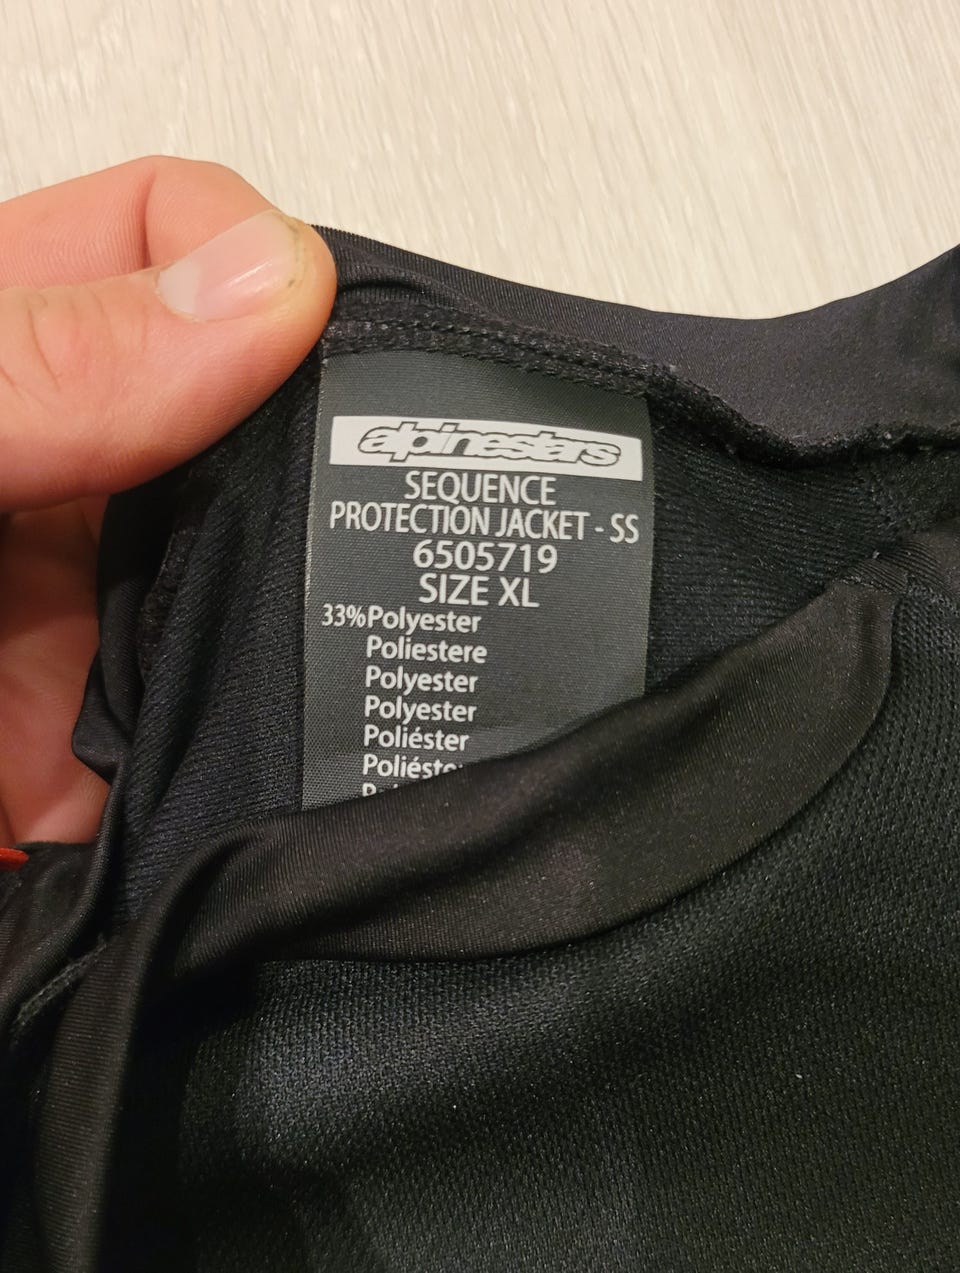 alpinestars
SEQUENCE
PROTECTION JACKET - SS
6505719
SIZE XL
33%Polyester
Poliestere
Polyester
Polyester
Poliéster